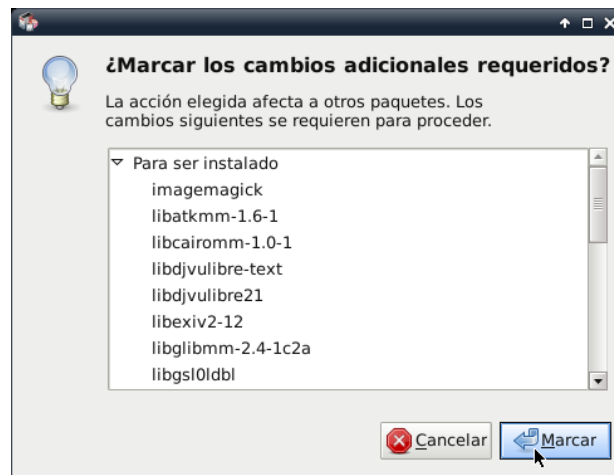 ¿Marcar los cambios adicionales requeridos?
La acción elegida afecta a otros paquetes. Los
cambios siguientes se requieren para proceder.
Para ser instalado
imagemagick
libatkmm-1.6-1
libcairomm-1.0-1
libdjvulibre-text
libdjvulibre21
libexiv2-12
libglibmm-2.4-1c2a
libgsl0ldbl
Cancelar
Marcar